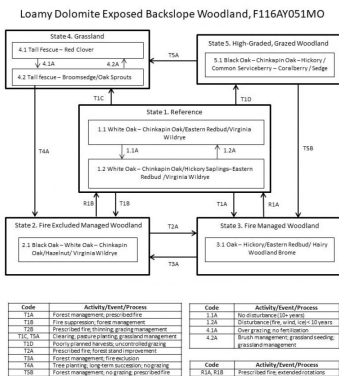 Loamy Dolomite Exposed Backslope Woodland, F116AY051MO
State 4. Grassland
4.1 Tall Fescue – Red Clover
4.1A
4.2A
4.2 Tall fescue – Broomsedge/Oak Sprouts
T5A
State 5. High-Graded, Grazed Woodland
5.1 Black Oak – Chinkapin Oak – Hickory /
Common Serviceberry – Coralberry / Sedge
T1C
T1D
State 1. Reference
1.1 White Oak – Chinkapin Oak/Eastern Redbud/Virginia
Wildrye
1.1A
1.2A
1.2 White Oak – Chinkapin Oak/Hickory Saplings–Eastern
Redbud /Virginia Wildrye
T4A
T5B
R1B
T1B
T1A
R1A
State 2. Fire Excluded Managed Woodland
2.1 Black Oak – White Oak – Chinkapin
Oak/Hazelnut/ Virginia Wildrye
T2A
T3A
State 3. Fire Managed Woodland
3.1 Oak – Hickory/Eastern Redbud/ Hairy
Woodland Brome
Code Activity/Event/Process
T1A Forest management; prescribed fire
T1B Fire suppression; forest management
T2B Prescribed fire; thinning; grazing management
T1C, T5A Clearing; pasture planting; grassland management
T1D Poorly planned harvests; uncontrolled grazing
T2A Prescribed fire; forest stand improvement
T3A Forest management; fire exclusion
T4A Tree planting; long-term succession; no grazing
T5B Forest management; no grazing; prescribed fire
Code Activity/Event/Process
1.1A No disturbance (10+ years)
1.2A Disturbance (fire, wind, ice) < 10 years
4.1A Over grazing; no fertilization
4.2A Brush management; grassland seeding;
grassland management
Code Activity/Event/Process
R1A, R1B Prescribed fire; extended rotations